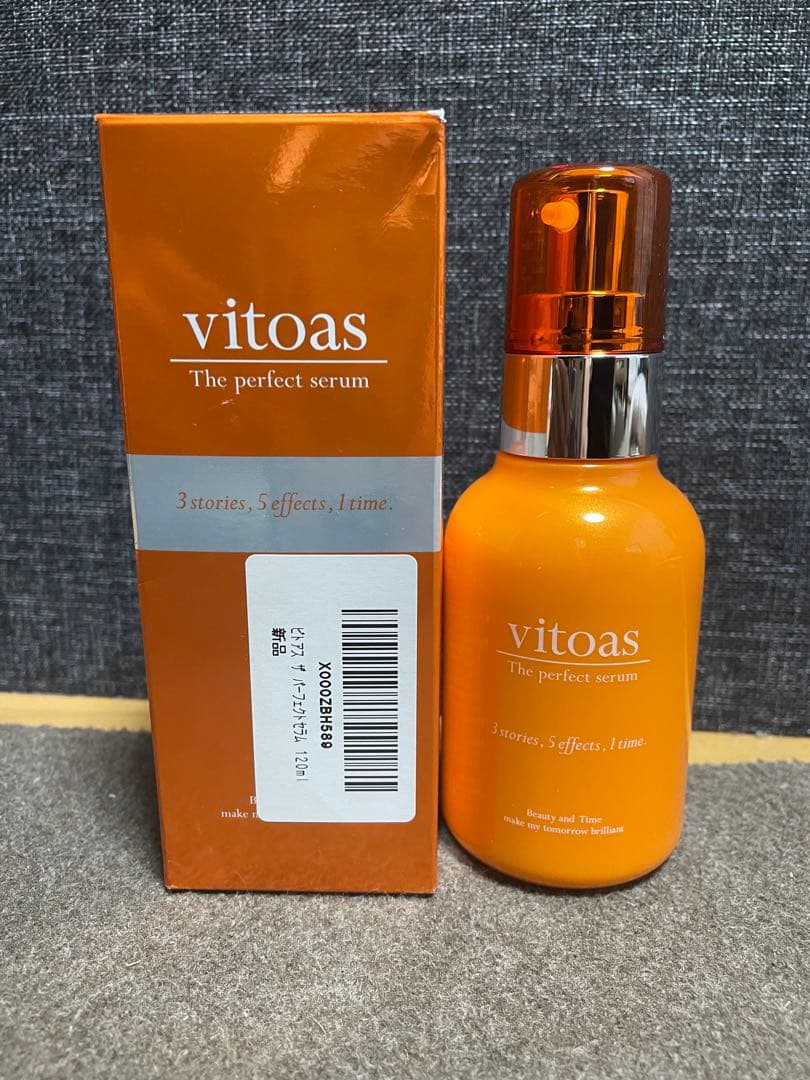 vitoas
The perfect serum
3 stories, 5 effects, 1 time.
X000ZBH589
ビトアス ザ パーフェクトセラム 120ml
新品
B
make m
vitoas
The perfect serum
3 stories, 5 effects, 1 time.
Beauty and Time
make my tomorrow brilliant